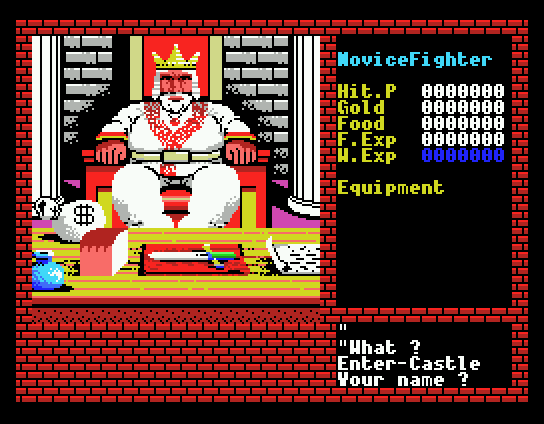 NoviceFighter
Hit.P 0000000
Gold 0000000
Food 0000000
F.Exp 0000000
W.Exp 0000000
Equipment
"
"What ?
Enter-Castle
Your name ?